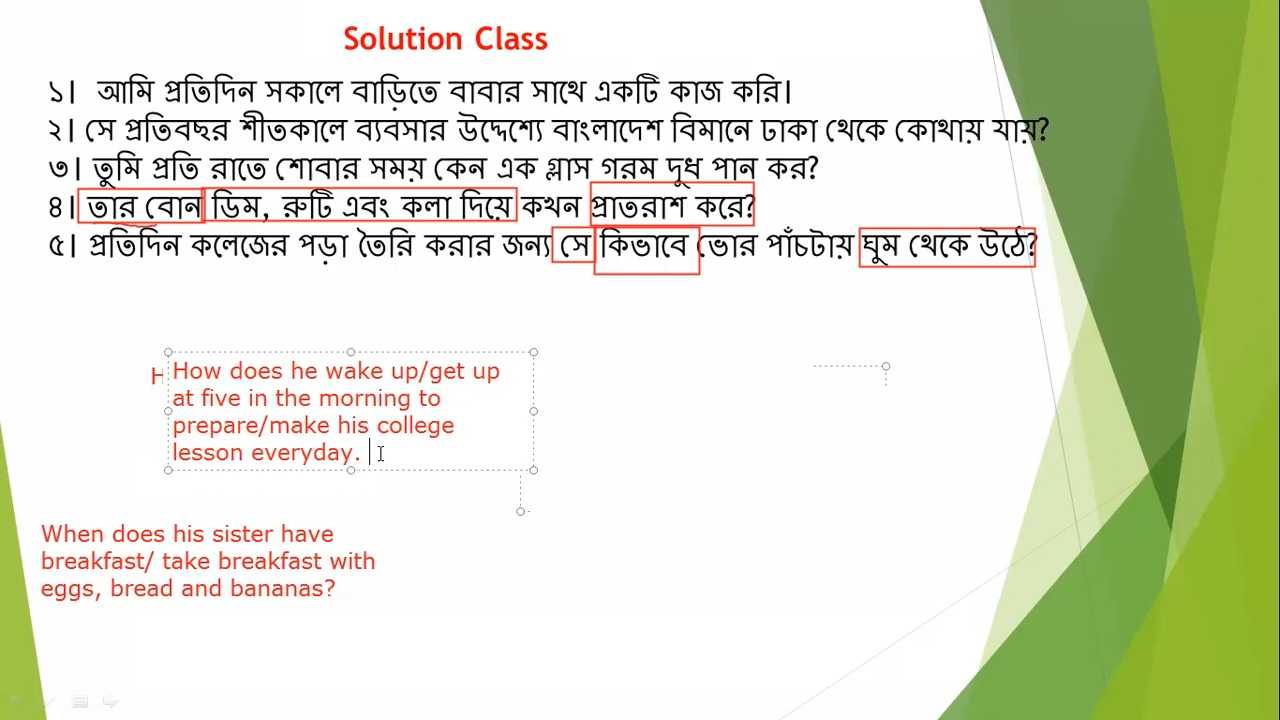 Solution Class
১। আমি প্রতিদিন সকালে বাড়িতে বাবার সাথে একটি কাজ করি।
২। সে প্রতিবছর শীতকালে ব্যবসার উদ্দেশ্যে বাংলাদেশ বিমানে ঢাকা থেকে কোথায় যায়?
৩। তুমি প্রতি রাতে শোবার সময় কেন এক গ্লাস গরম দুধ পান কর?
৪। তার বোন ডিম, রুটি এবং কলা দিয়ে কখন প্রাতরাশ করে?
৫। প্রতিদিন কলেজের পড়া তৈরি করার জন্য সে কিভাবে ভোর পাঁচটায় ঘুম থেকে উঠে?
H
How does he wake up/get up
at five in the morning to
prepare/make his college
lesson everyday.
When does his sister have
breakfast/ take breakfast with
eggs, bread and bananas?